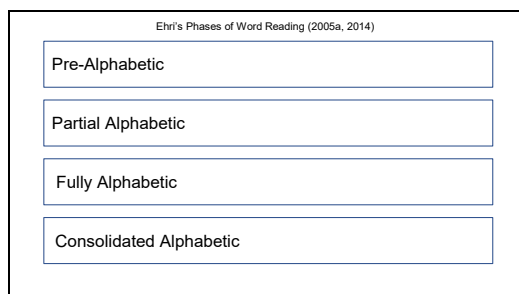 Ehri's Phases of Word Reading (2005a, 2014)
Pre-Alphabetic
Partial Alphabetic
Fully Alphabetic
Consolidated Alphabetic